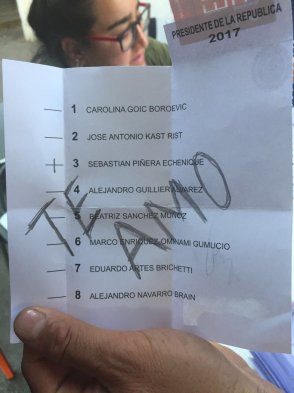 PRESIDENTE DE LA REPUBLICA
2017
1 CAROLINA GOIC BOROEVIC
2 JOSE ANTONIO KAST RIST
3 SEBASTIAN PIÑERA ECHENIQUE
4 ALEJANDRO GUILLIER ALVAREZ
5 BEATRIZ SANCHEZ MUÑOZ
6 MARCO ENRIQUEZ-OMINAMI GUMUCIO
7 EDUARDO ARTES BRICHETTI
8 ALEJANDRO NAVARRO BRAIN
TE
AMO